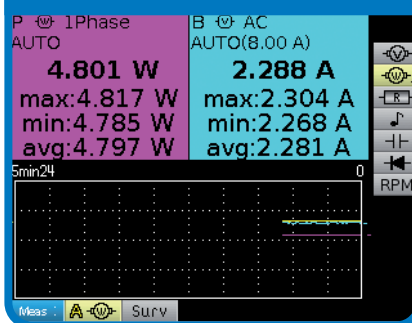 P W 1Phase
AUTO
4.801 W
max:4.817 W
min:4.785 W
avg:4.797 W
B V AC
AUTO(8.00 A)
2.288 A
max:2.304 A
min:2.268 A
avg:2.281 A
V
W
R
RPM
5min24 0
Meas : A W Surv